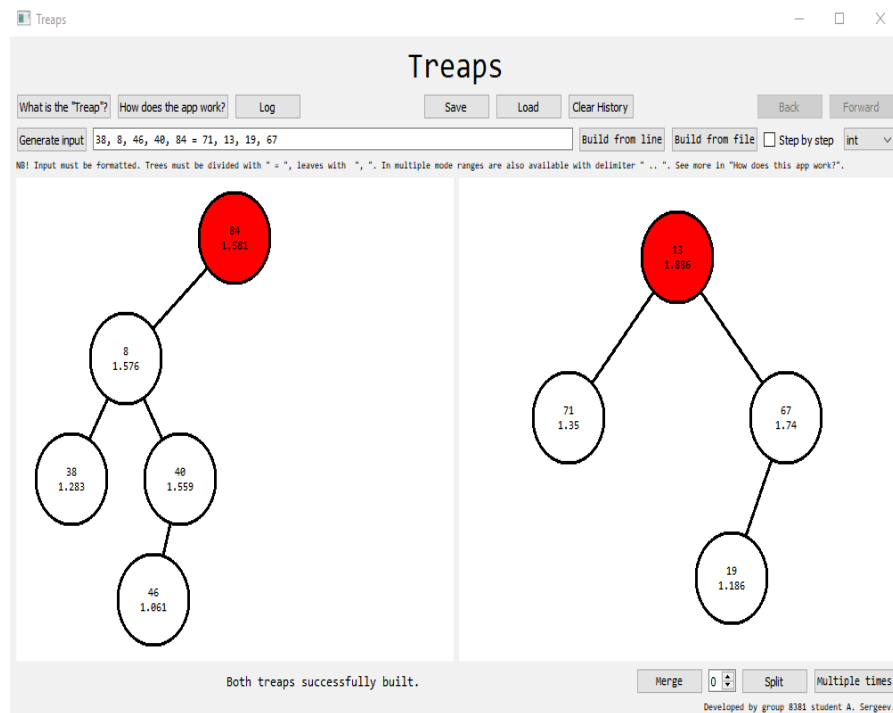 Treaps
Treaps
What is the "Treap"? How does the app work? Log Save Load Clear History Back Forward
Generate input 38, 8, 46, 40, 84 = 71, 13, 19, 67 Build from line Build from file Step by step int
NB! Input must be formatted. Trees must be divided with " = ", leaves with ", ". In multiple mode ranges are also available with delimiter " .. ". See more in "How does this app work?".
84
1.581
8
1.576
38
1.283
40
1.559
46
1.061
13
1.886
71
1.35
67
1.74
19
1.186
Both treaps successfully built.
Merge 0 Split Multiple times
Developed by group 8381 student A. Sergeev